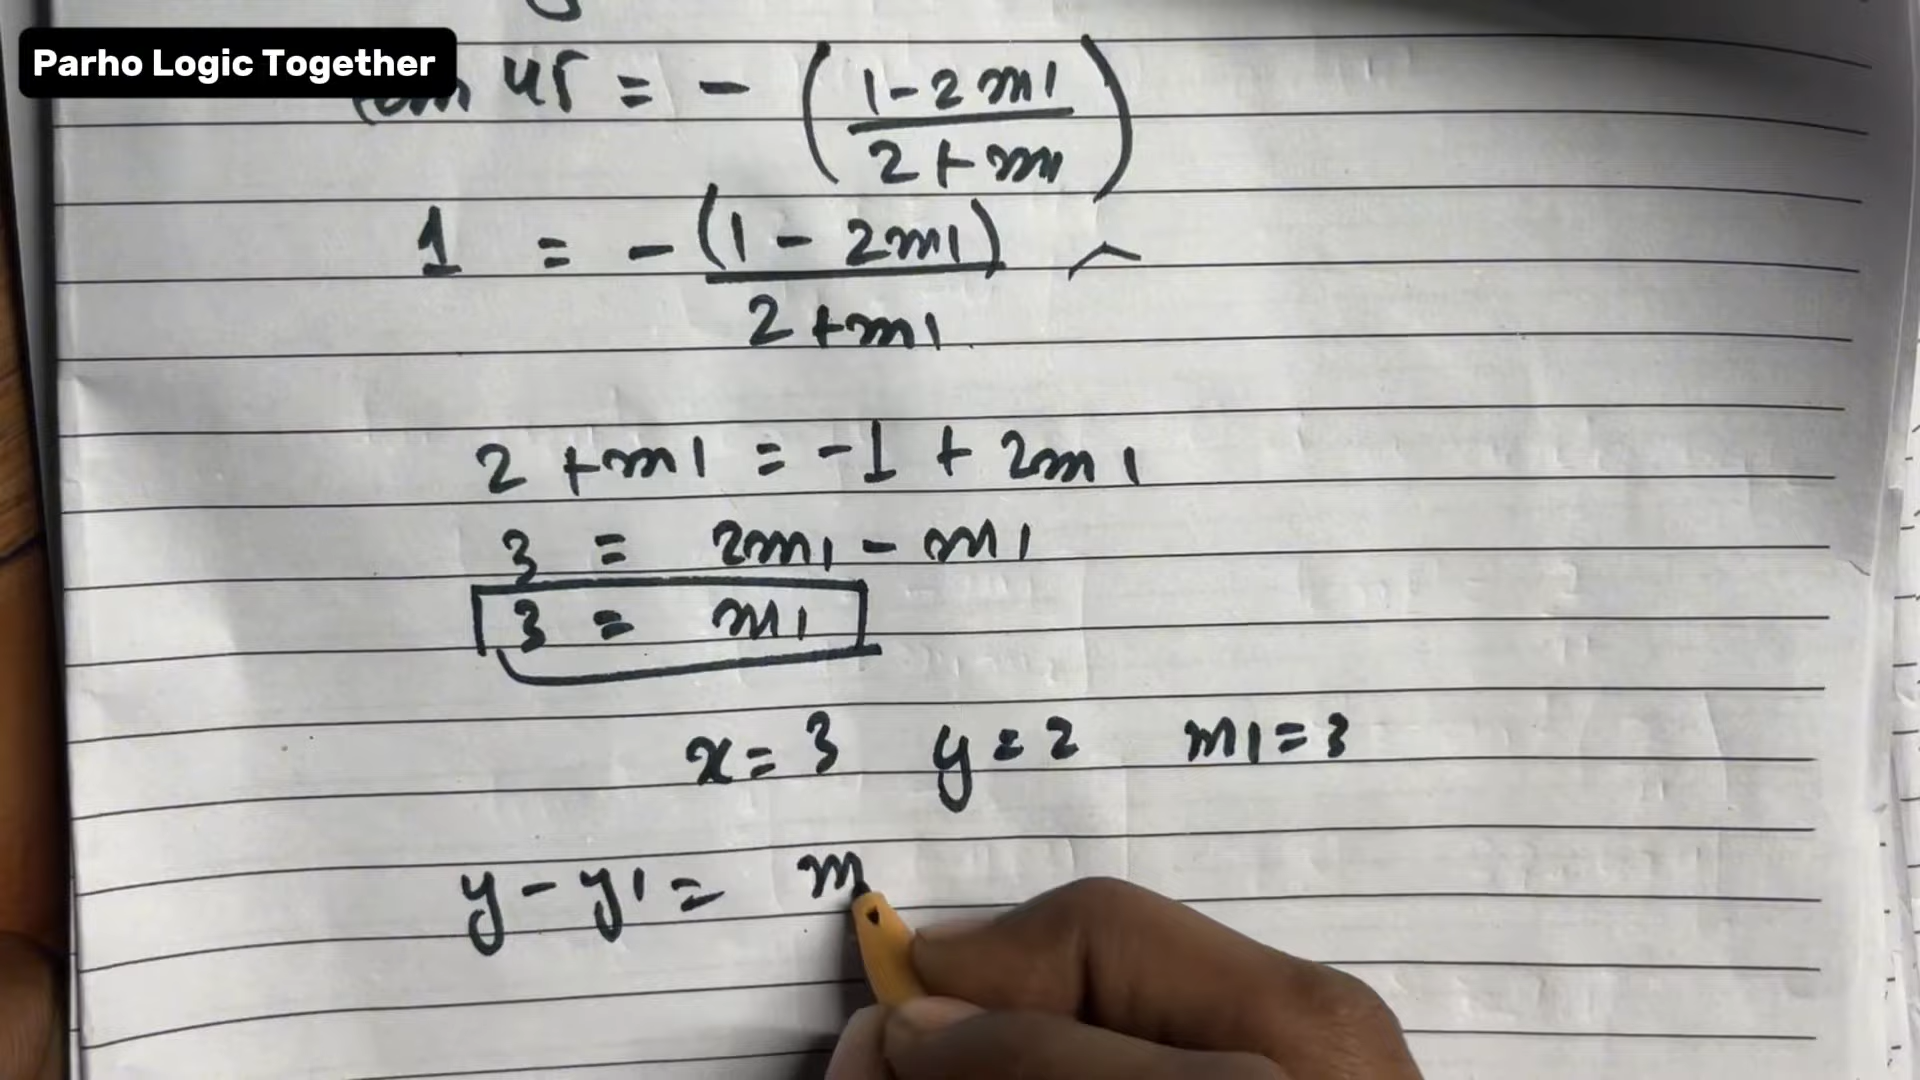 Parho Logic Together
tan 45 = - (1-2m1 / 2+m1)
1 = -(1-2m1) / 2+m1
2+m1 = -1+2m1
3 = 2m1-m1
3 = m1
x=3 y=2 m1=3
y-y1= m